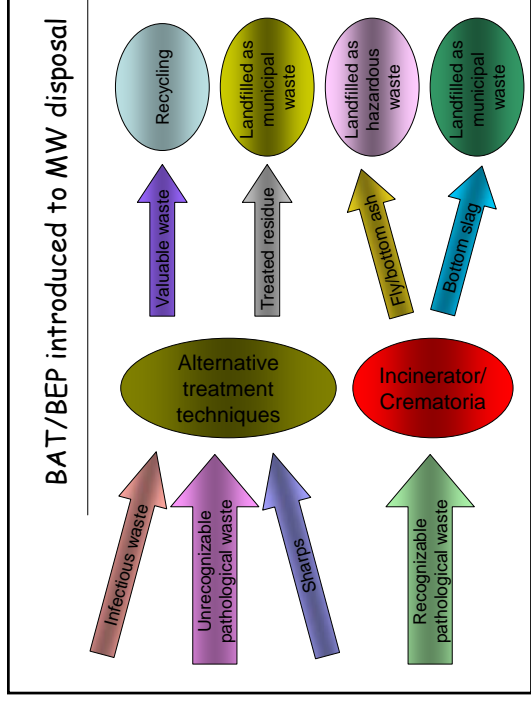 BAT/BEP introduced to MW disposal
Recycling
Landfilled as
municipal
waste
Landfilled as
hazardous
waste
Landfilled as
municipal
waste
Valuable waste
Treated residue
Fly/bottom ash
Bottom slag
Alternative
treatment
techniques
Incinerator/
Crematoria
Infectious waste
Unrecognizable
pathological waste
Sharps
Recognizable
pathological waste